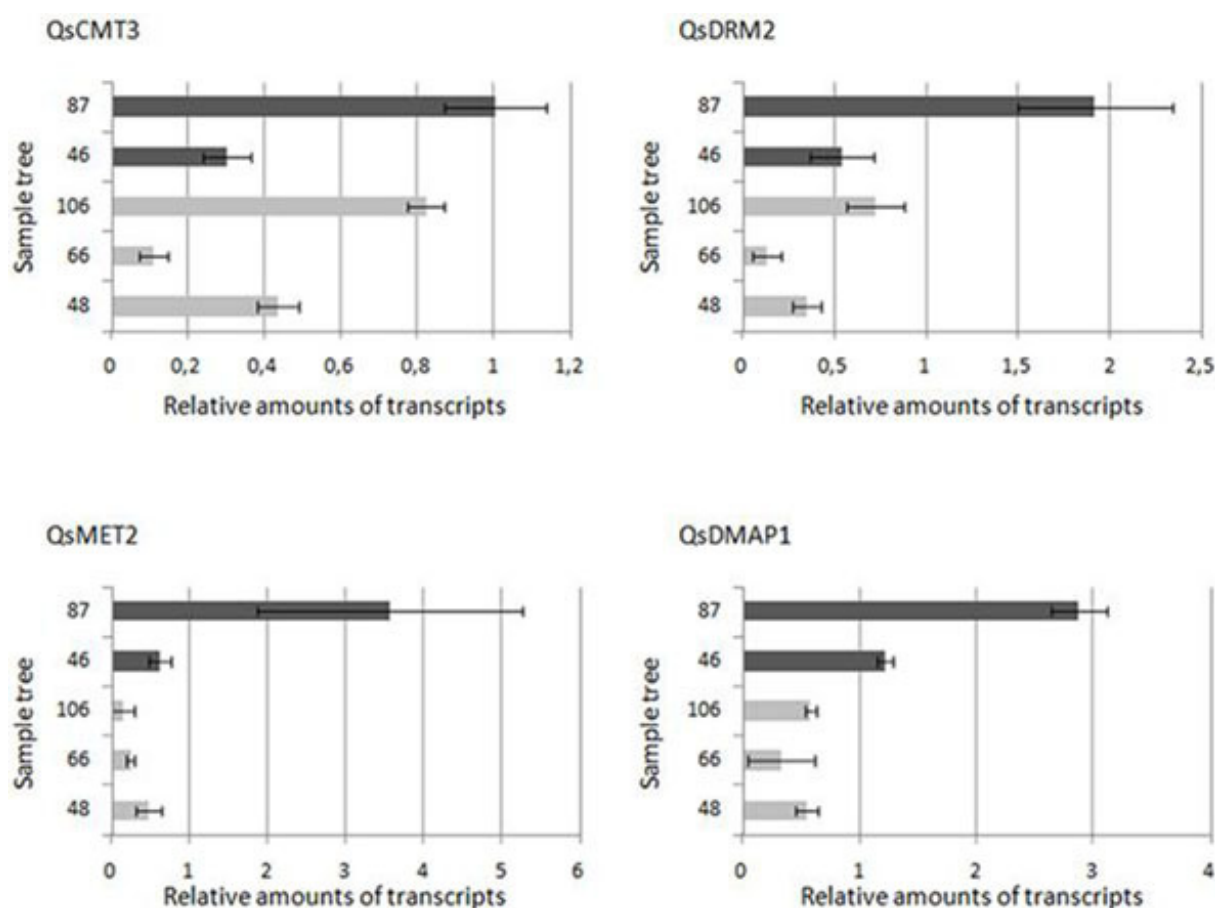 QsCMT3
Sample tree
87
46
106
66
48
0 0,2 0,4 0,6 0,8 1 1,2
Relative amounts of transcripts
QsDRM2
Sample tree
87
46
106
66
48
0 0,5 1 1,5 2 2,5
Relative amounts of transcripts
QsMET2
Sample tree
87
46
106
66
48
0 1 2 3 4 5 6
Relative amounts of transcripts
QsDMAP1
Sample tree
87
46
106
66
48
0 1 2 3 4
Relative amounts of transcripts